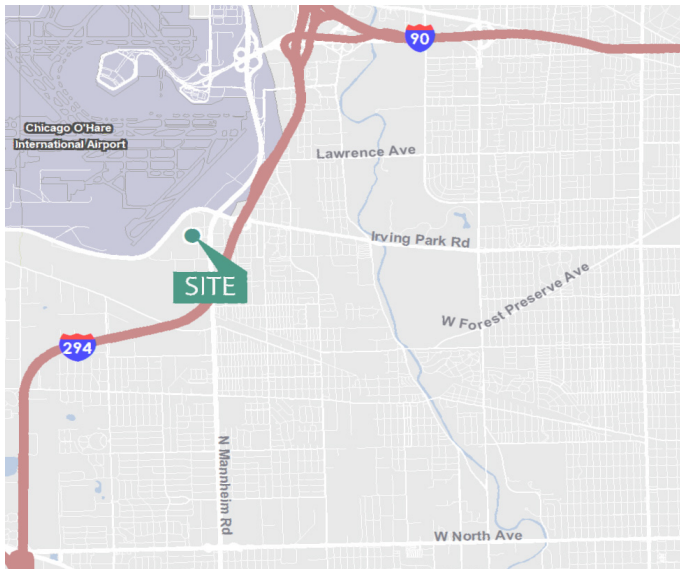 90
Chicago O'Hare
International Airport
Lawrence Ave
Irving Park Rd
SITE
W Forest Preserve Ave
294
N Mannheim Rd
W North Ave